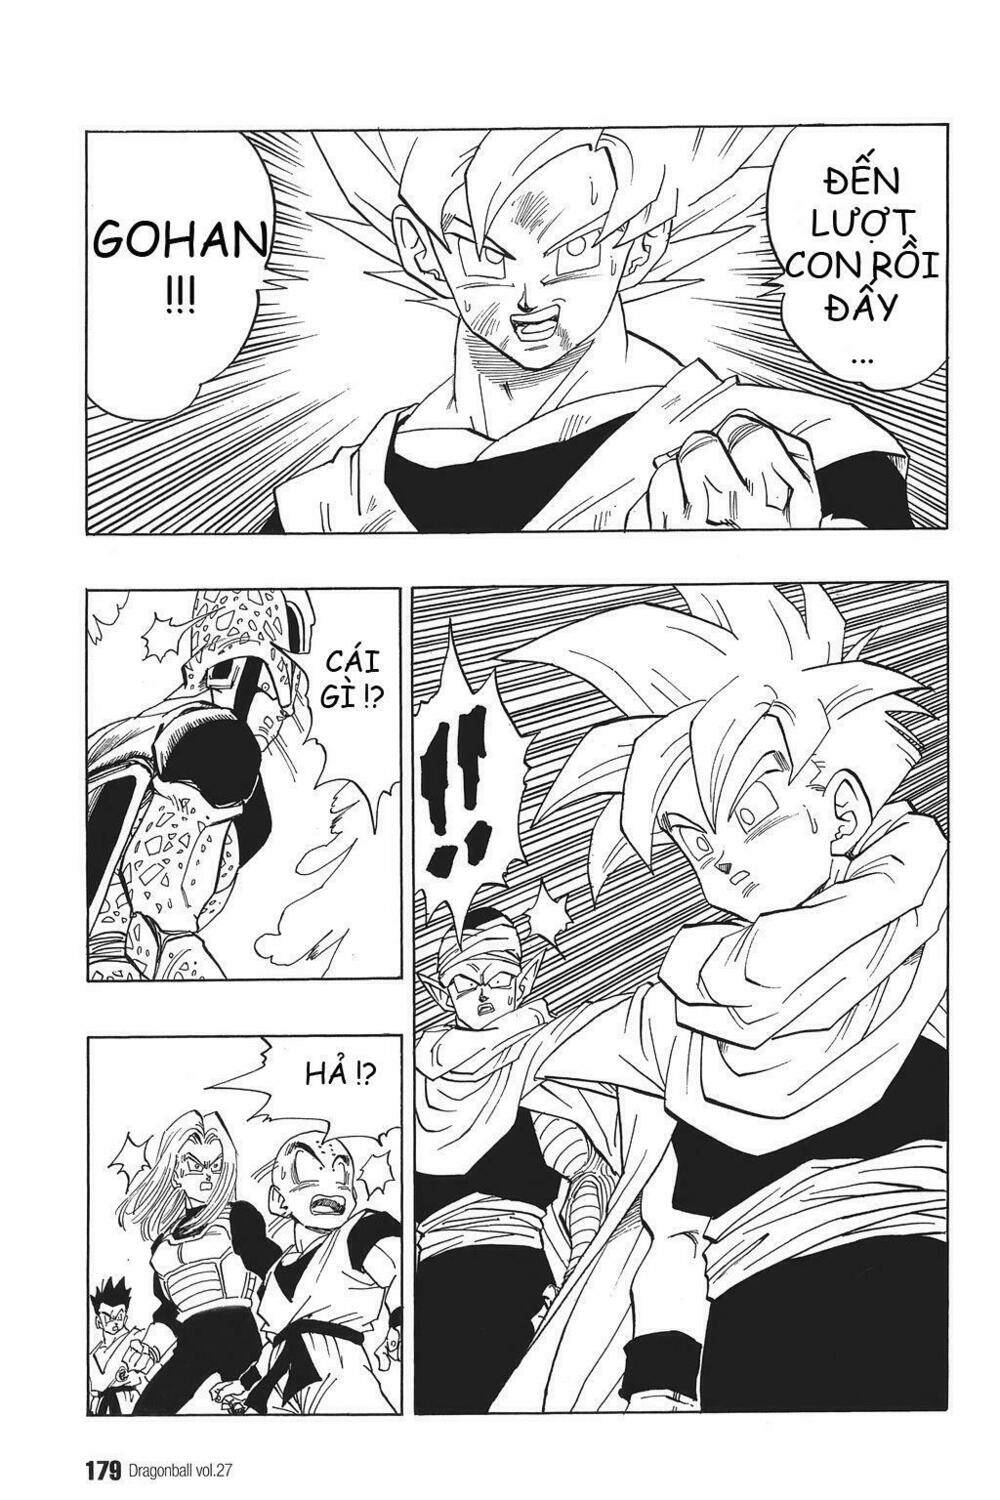 ĐẾN
LƯỢT
CON RỒI
ĐẤY
...
GOHAN
!!!
CÁI
GÌ !?
!!
HẢ !?
179 Dragonball vol.27